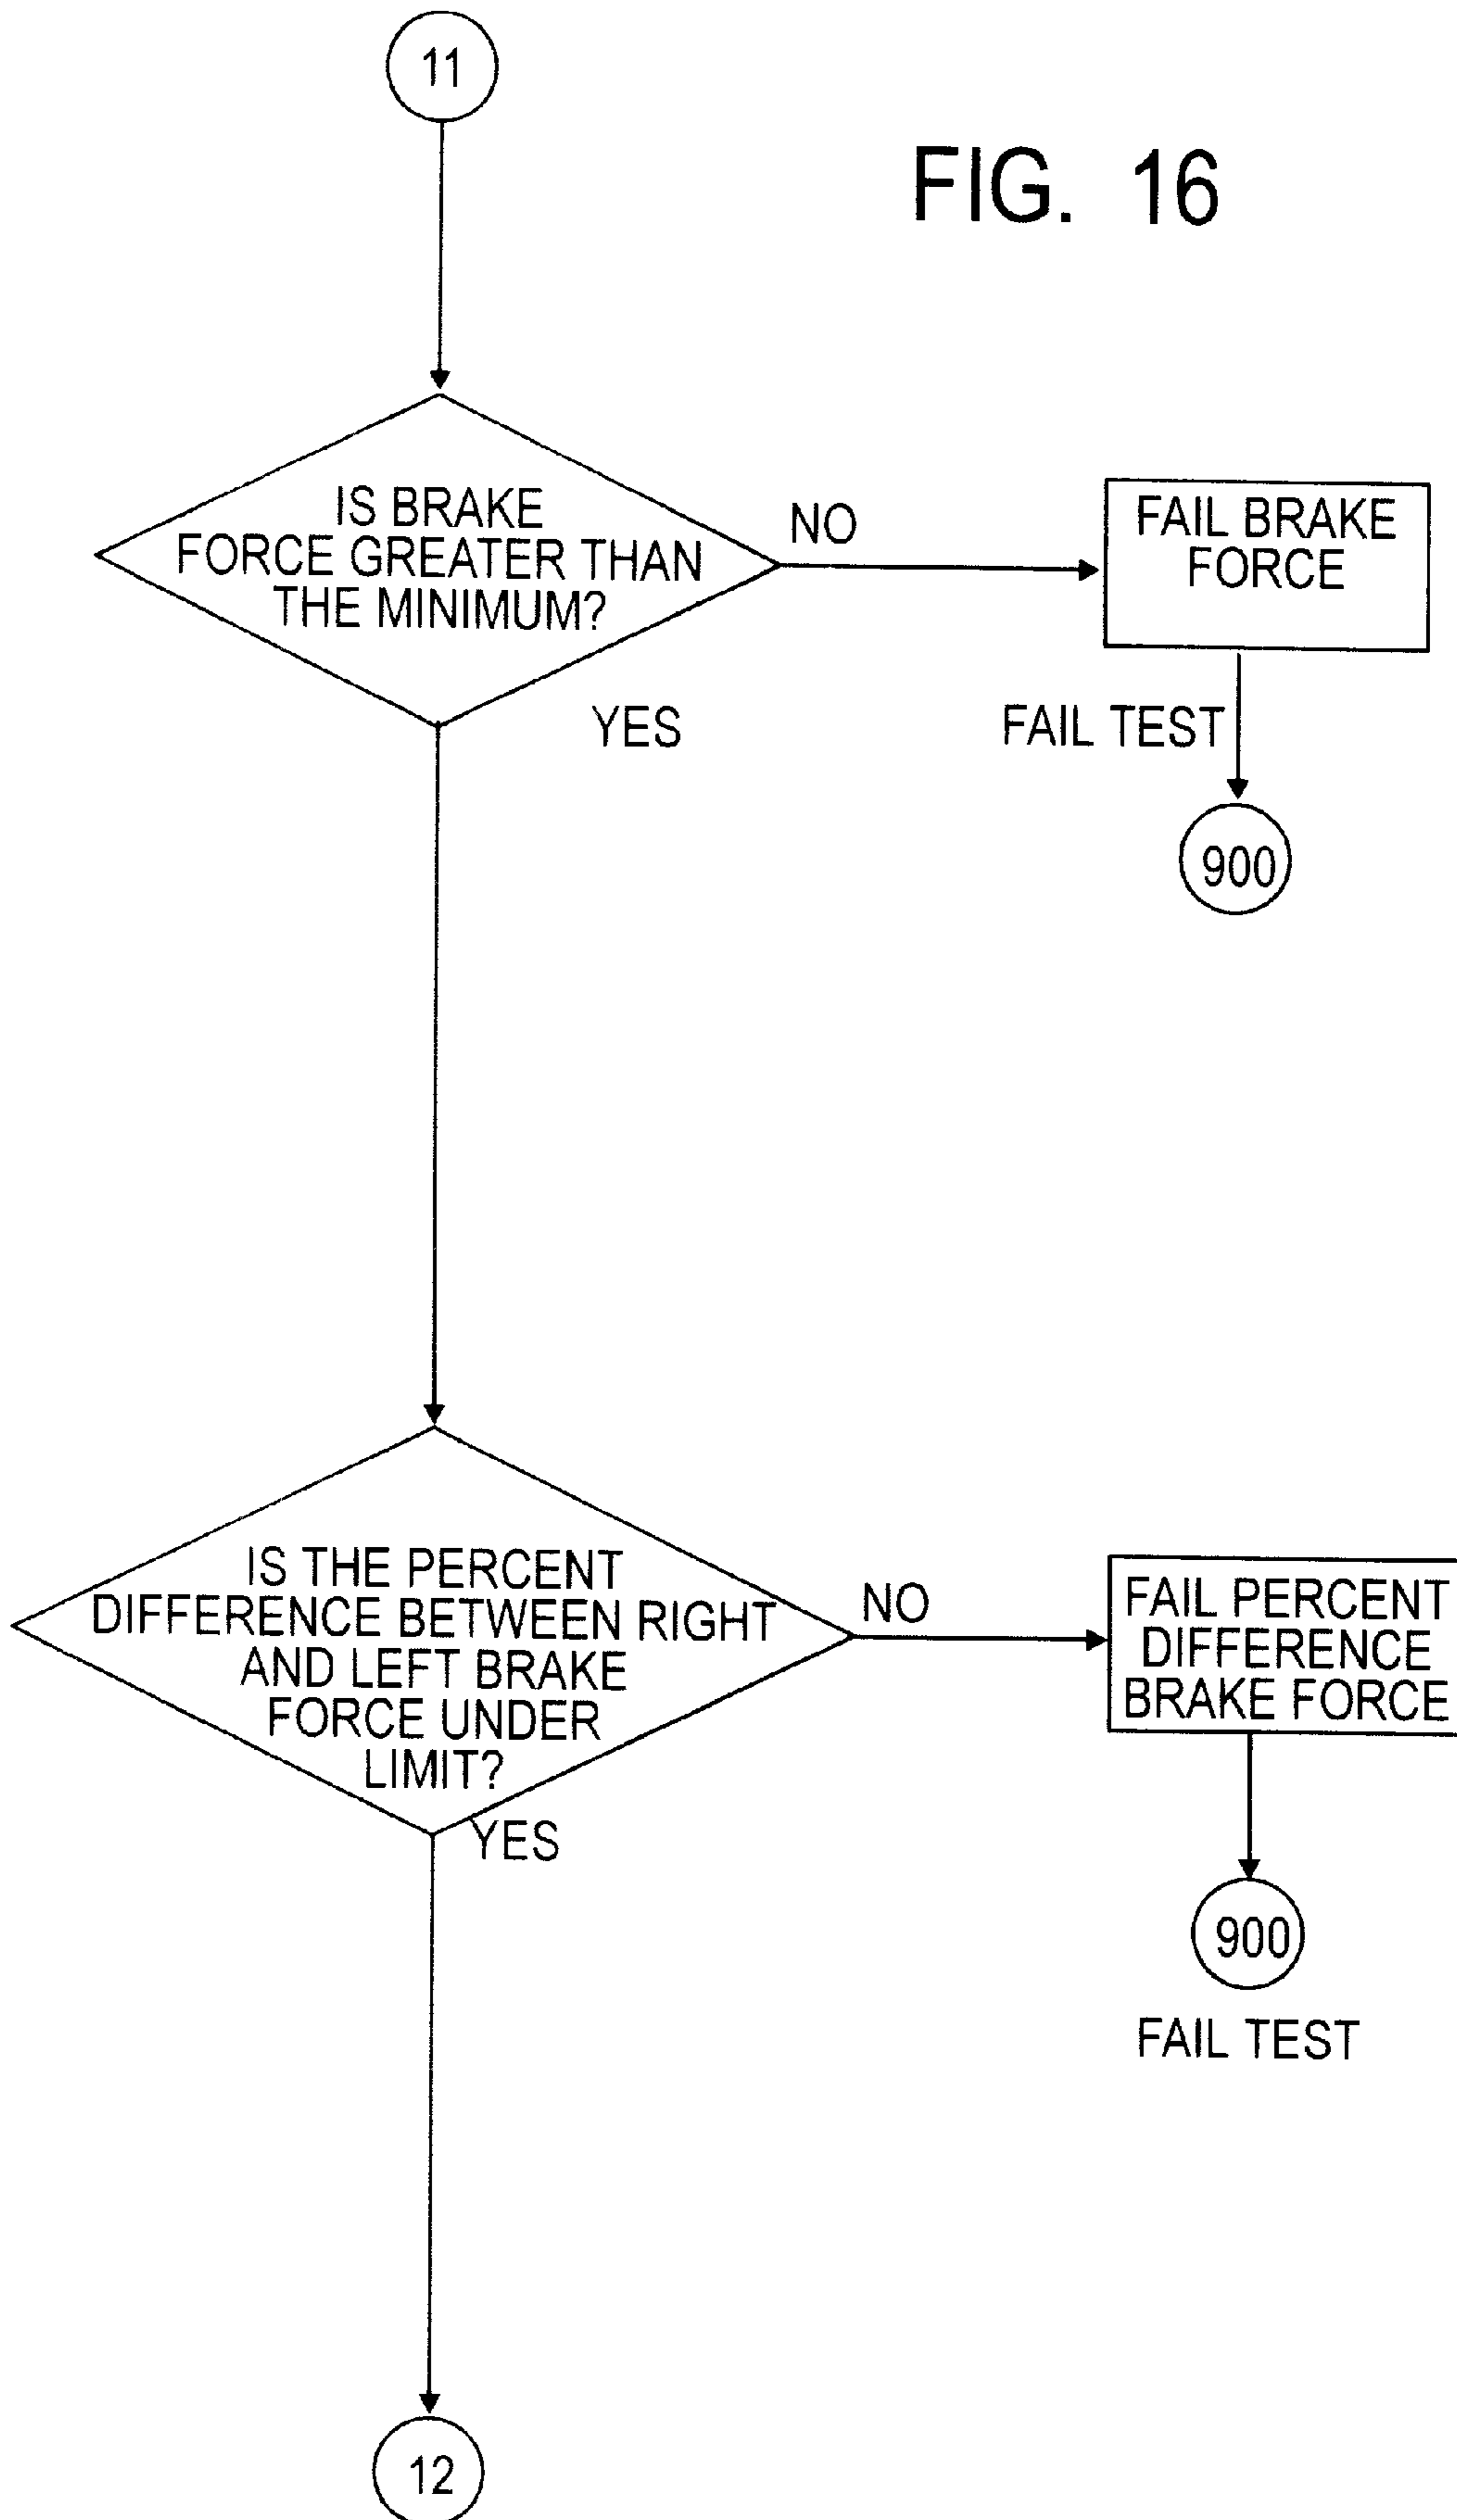 11
FIG. 16
IS BRAKE
FORCE GREATER THAN
THE MINIMUM?
NO
FAIL BRAKE
FORCE
YES
FAIL TEST
900
IS THE PERCENT
DIFFERENCE BETWEEN RIGHT
AND LEFT BRAKE
FORCE UNDER
LIMIT?
NO
FAIL PERCENT
DIFFERENCE
BRAKE FORCE
YES
900
FAIL TEST
12